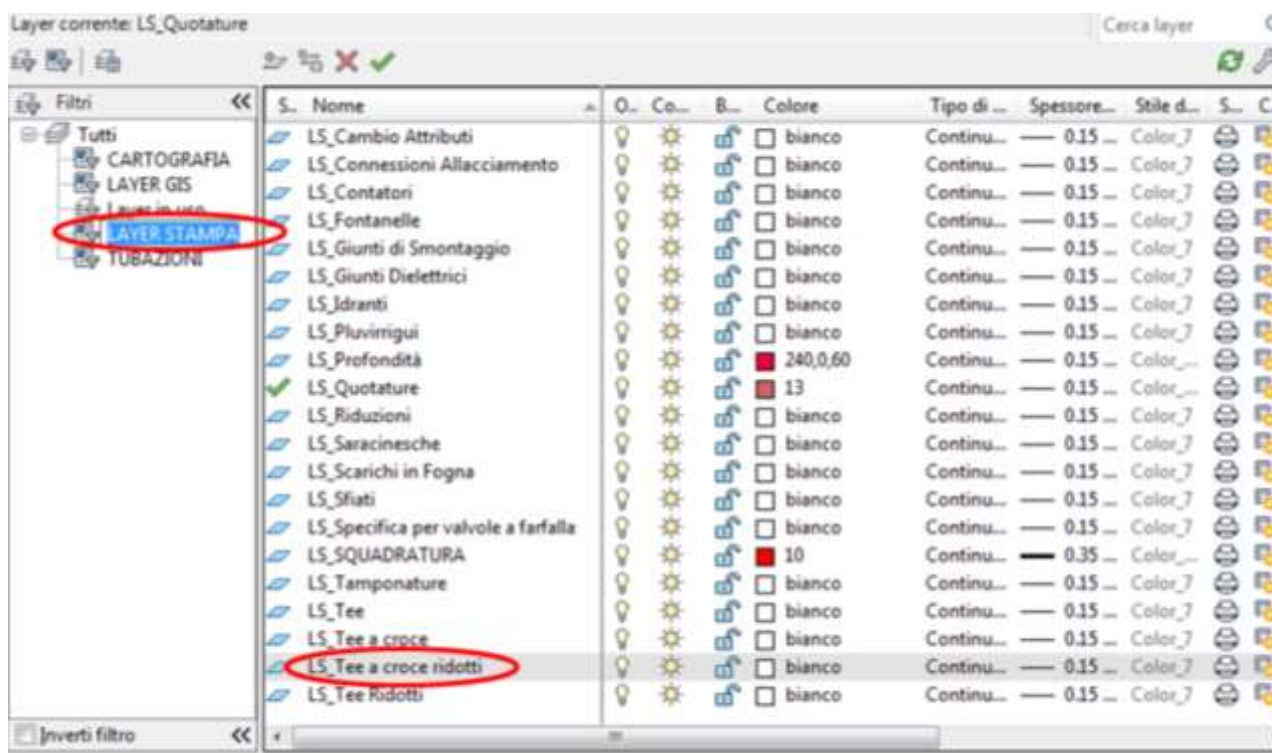 Layer corrente: LS_Quotature Cerca layer
Filtri « S... Nome O.. Co... B... Colore Tipo di ... Spessore... Stile d... S... C
Tutti
CARTOGRAFIA
LAYER GIS
Layer in uso
LAYER STAMPA
TUBAZIONI
LS_Cambio Attributi bianco Continu... 0.15 ... Color_7
LS_Connessioni Allacciamento bianco Continu... 0.15 ... Color_7
LS_Contatori bianco Continu... 0.15 ... Color_7
LS_Fontanelle bianco Continu... 0.15 ... Color_7
LS_Giunti di Smontaggio bianco Continu... 0.15 ... Color_7
LS_Giunti Dielettrici bianco Continu... 0.15 ... Color_7
LS_Idranti bianco Continu... 0.15 ... Color_7
LS_Pluvirrigui bianco Continu... 0.15 ... Color_7
LS_Profondità 240,0,60 Continu... 0.15 ... Color_...
LS_Quotature 13 Continu... 0.15 ... Color_...
LS_Riduzioni bianco Continu... 0.15 ... Color_7
LS_Saracinesche bianco Continu... 0.15 ... Color_7
LS_Scarichi in Fogna bianco Continu... 0.15 ... Color_7
LS_Sfiati bianco Continu... 0.15 ... Color_7
LS_Specifica per valvole a farfalla bianco Continu... 0.15 ... Color_7
LS_SQUADRATURA 10 Continu... 0.35 ... Color_...
LS_Tamponature bianco Continu... 0.15 ... Color_7
LS_Tee bianco Continu... 0.15 ... Color_7
LS_Tee a croce bianco Continu... 0.15 ... Color_7
LS_Tee a croce ridotti bianco Continu... 0.15 ... Color_7
LS_Tee Ridotti bianco Continu... 0.15 ... Color_7
Inverti filtro «